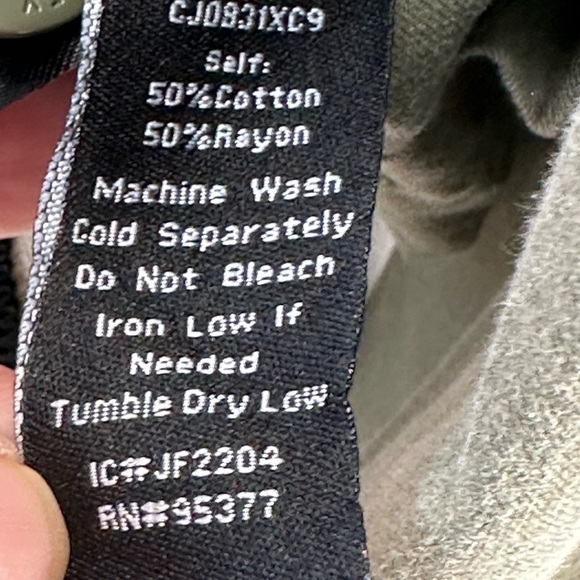 CJ0931XC9
Self:
50%Cotton
50%Rayon
Machine Wash
Cold Separately
Do Not Bleach
Iron Low If
Needed
Tumble Dry Low
IC#JF2204
RN#95377